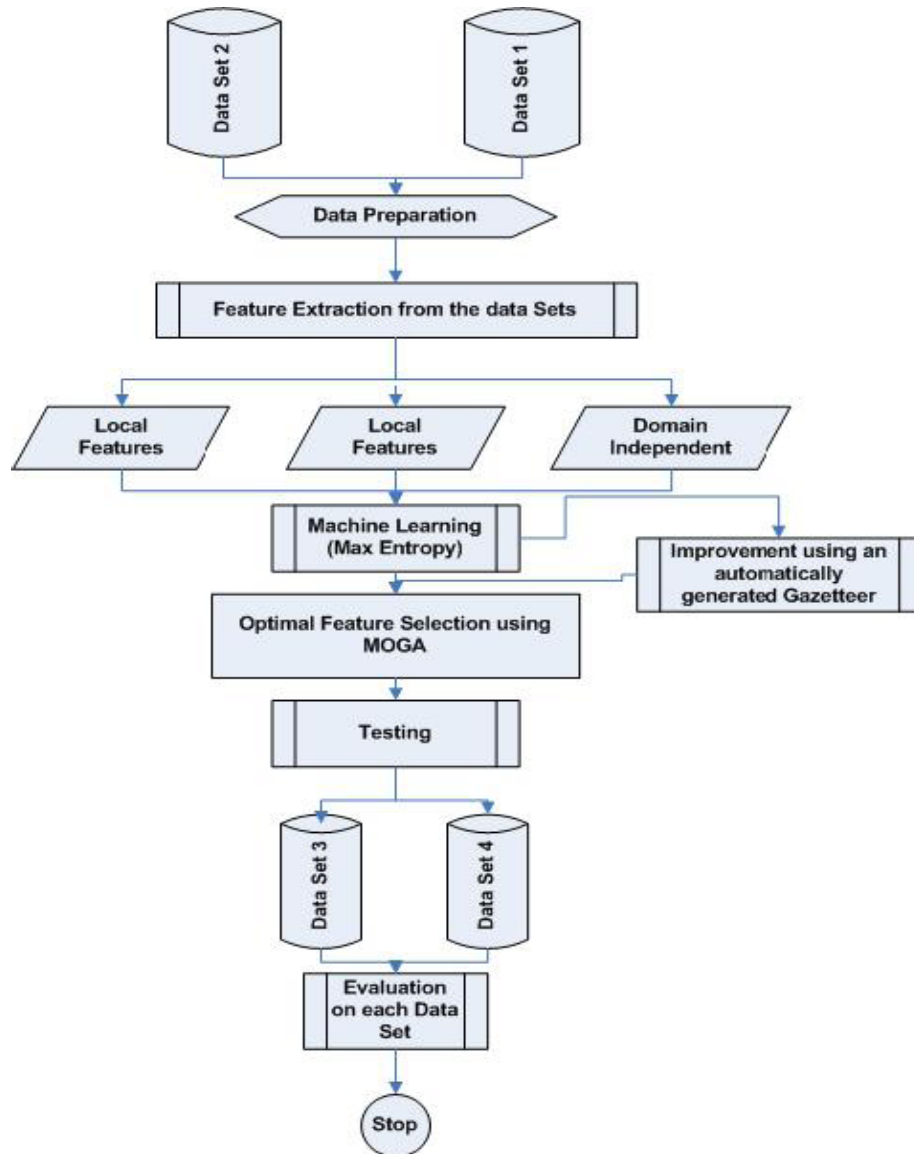 Data Set 2
Data Set 1
Data Preparation
Feature Extraction from the data Sets
Local
Features
Local
Features
Domain
Independent
Machine Learning
(Max Entropy)
Improvement using an
automatically
generated Gazetteer
Optimal Feature Selection using
MOGA
Testing
Data Set 3
Data Set 4
Evaluation
on each Data
Set
Stop